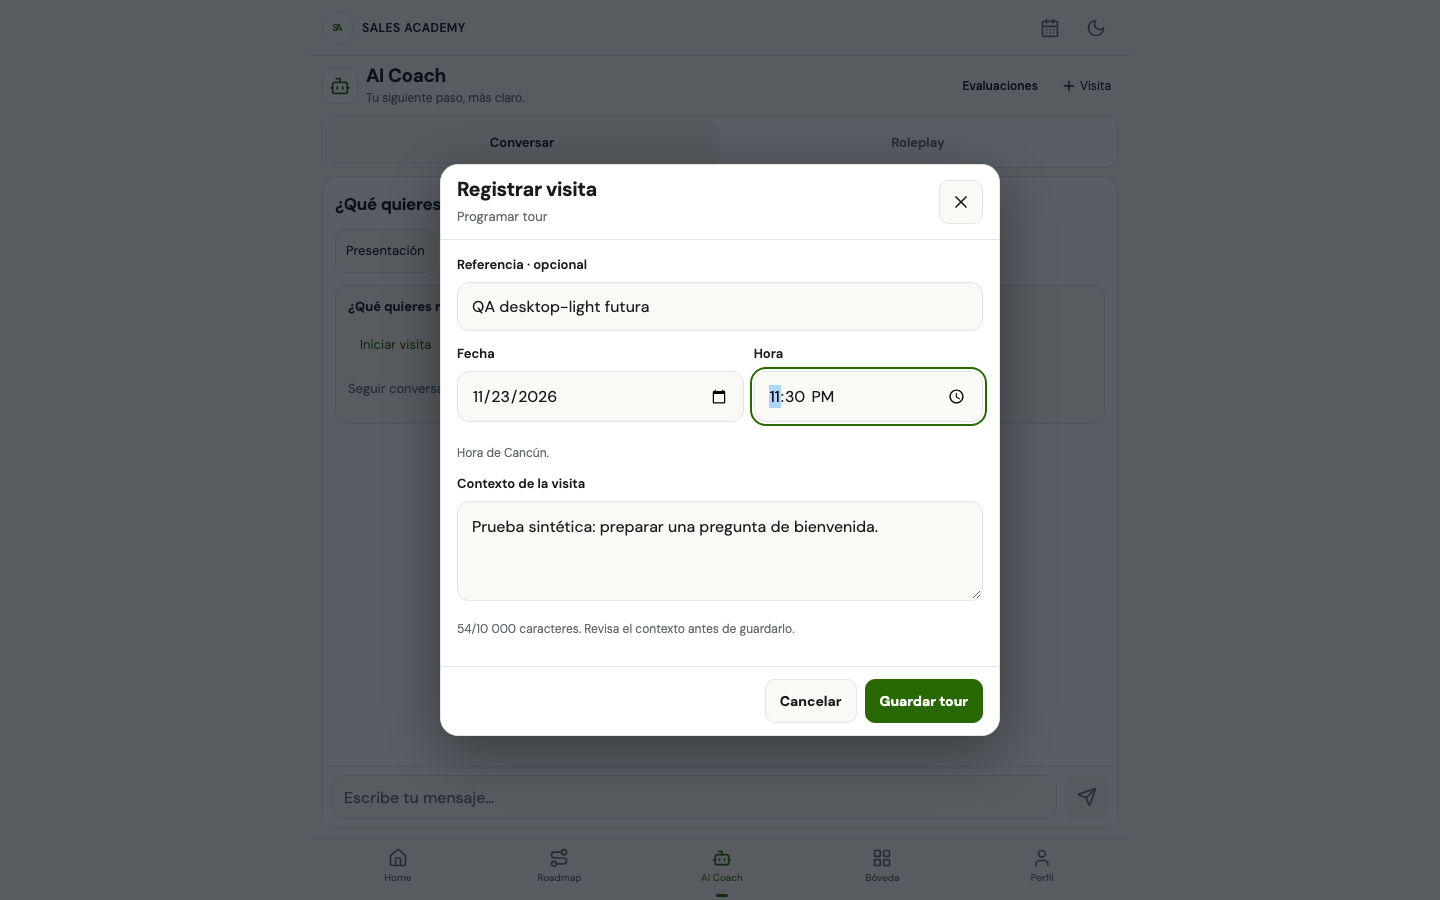 SA SALES ACADEMY
AI Coach
Tu siguiente paso, más claro.
Evaluaciones
Visita
Conversar
Roleplay
¿Qué quieres
Presentación
¿Qué quieres
Iniciar visita
Seguir conversa
Registrar visita
Programar tour
Referencia · opcional
QA desktop-light futura
Fecha
Hora
11/23/2026
11:30 PM
Hora de Cancún.
Contexto de la visita
Prueba sintética: preparar una pregunta de bienvenida.
54/10 000 caracteres. Revisa el contexto antes de guardarlo.
Cancelar
Guardar tour
Escribe tu mensaje...
Home
Roadmap
AI Coach
Bóveda
Perfil